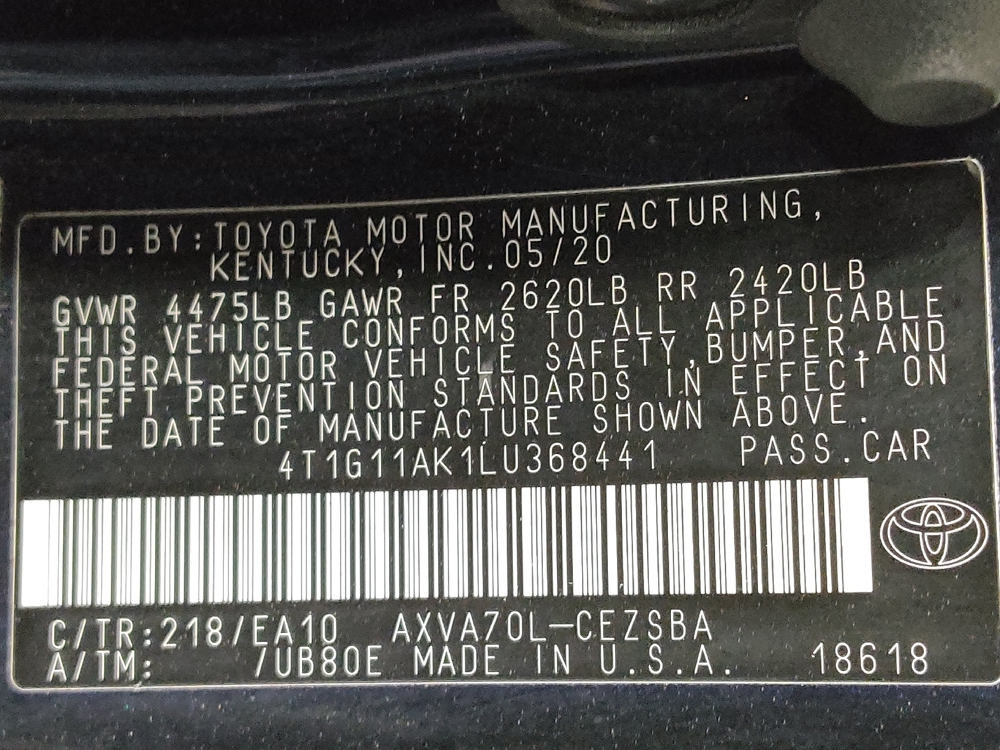 MFD.BY:TOYOTA MOTOR MANUFACTURING,
KENTUCKY,INC.05/20
GVWR 4475LB GAWR FR 2620LB RR 2420LB
THIS VEHICLE CONFORMS TO ALL APPLICABLE
FEDERAL MOTOR VEHICLE SAFETY,BUMPER,AND
THEFT PREVENTION STANDARDS IN EFFECT ON
THE DATE OF MANUFACTURE SHOWN ABOVE.
4T1G11AK1LU368441 PASS.CAR
C/TR:218/EA10 AXVA70L-CEZSBA
A/TM: /UB80E MADE IN U.S.A. 18618